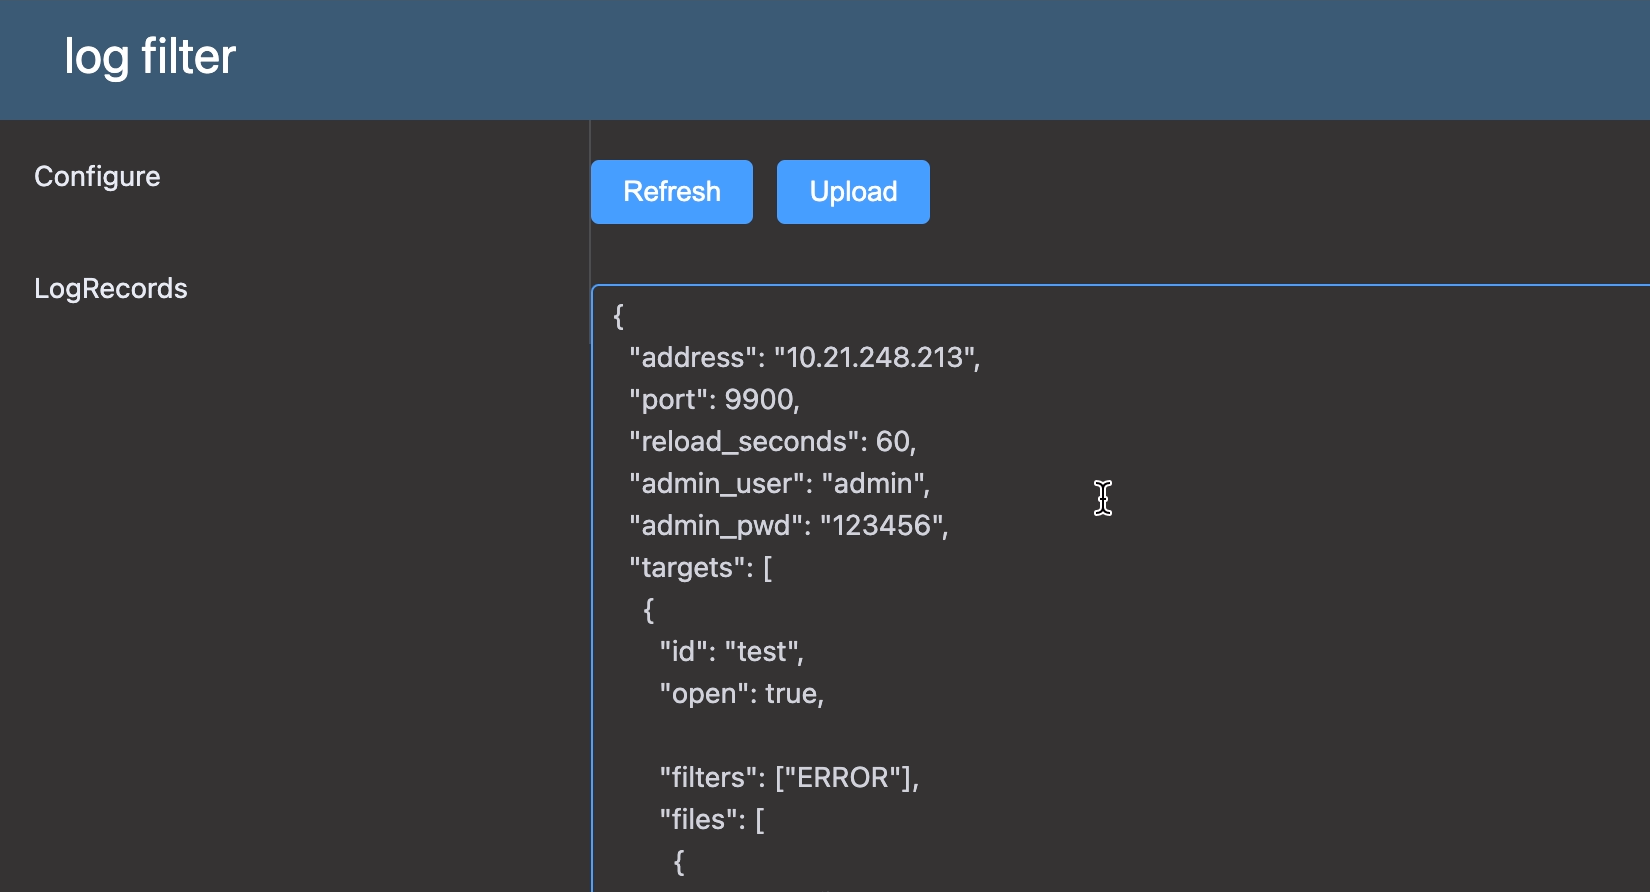 log filter
Configure
LogRecords
Refresh
Upload
{
"address": "10.21.248.213",
"port": 9900,
"reload_seconds": 60,
"admin_user": "admin",
"admin_pwd": "123456",
"targets": [
{
"id": "test",
"open": true,
"filters": ["ERROR"],
"files": [
{